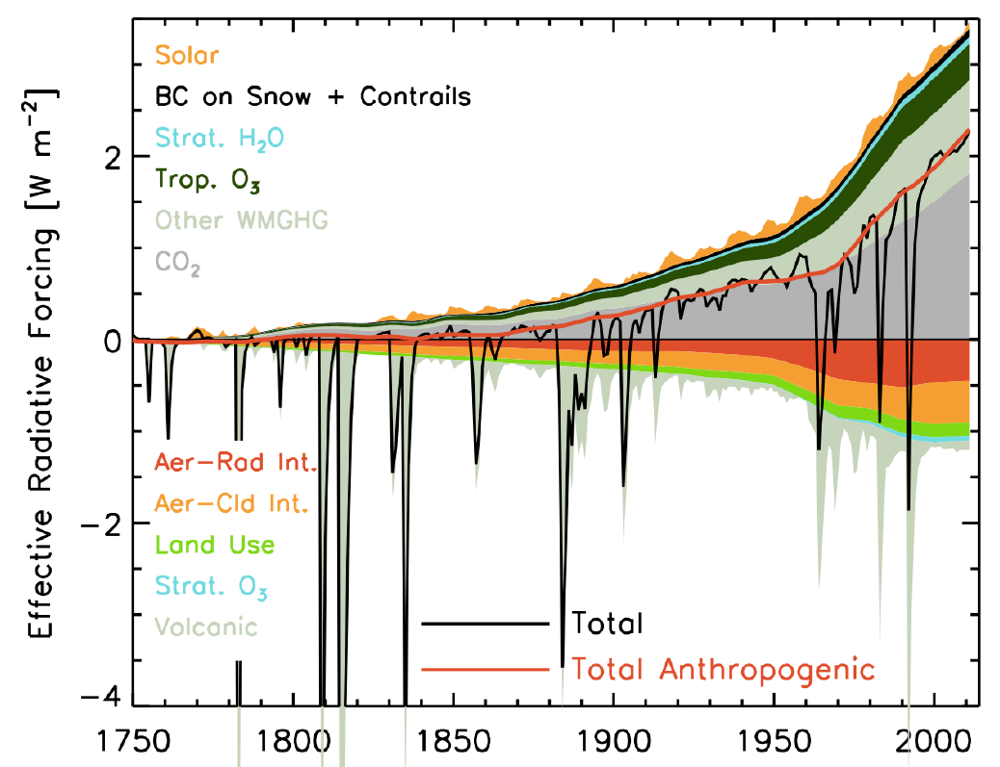 Effective Radiative Forcing [W m⁻²]
Solar
BC on Snow + Contrails
Strat. H₂O
Trop. O₃
Other WMGHG
CO₂
2
0
−2
−4
Aer−Rad Int.
Aer−Cld Int.
Land Use
Strat. O₃
Volcanic
Total
Total Anthropogenic
1750 1800 1850 1900 1950 2000